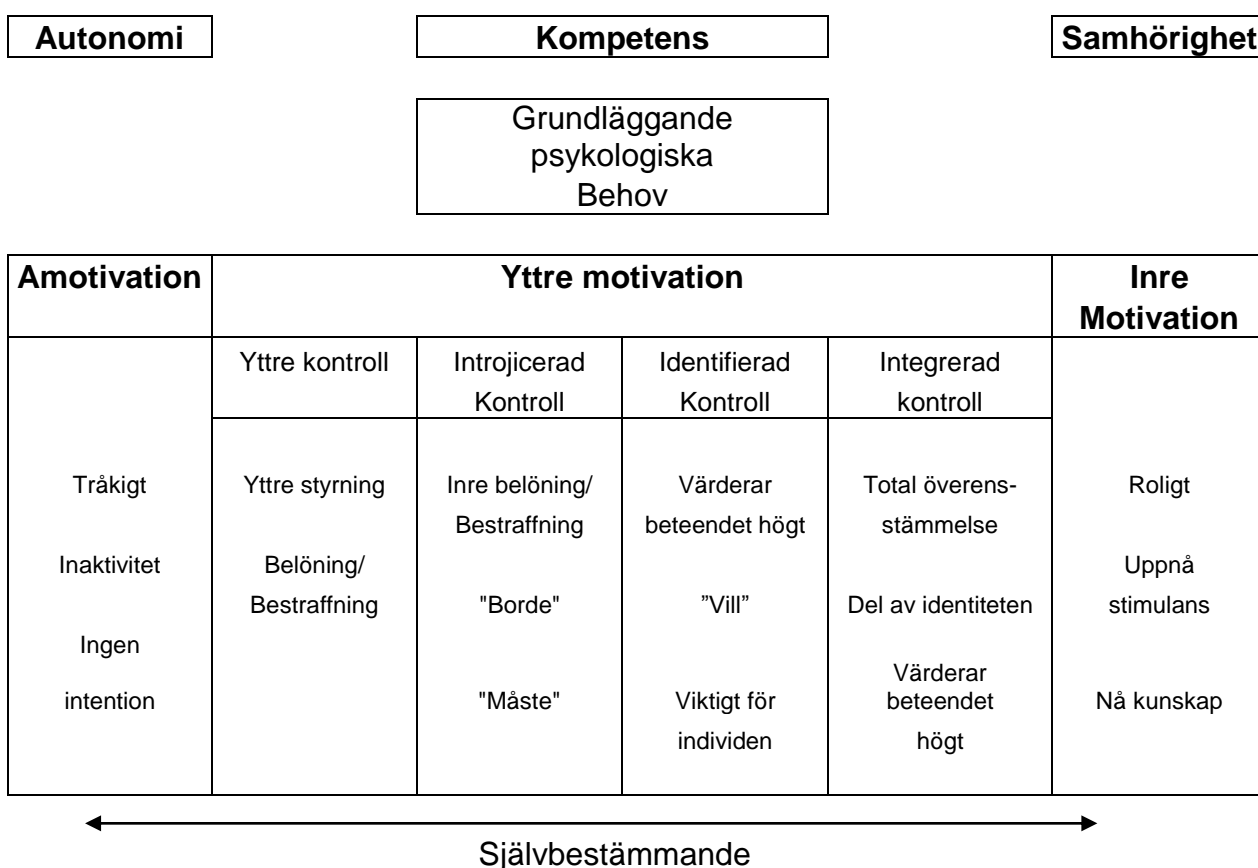 Autonomi
Kompetens
Samhörighet
Grundläggande
psykologiska
Behov
Amotivation
Yttre motivation
Inre
Motivation
Yttre kontroll
Introjicerad
Kontroll
Identifierad
Kontroll
Integrerad
kontroll
Tråkigt
Inaktivitet
Ingen
intention
Yttre styrning
Belöning/
Bestraffning
Inre belöning/
Bestraffning
"Borde"
"Måste"
Värderar
beteendet högt
”Vill”
Viktigt för
individen
Total överens-
stämmelse
Del av identiteten
Värderar
beteendet
högt
Roligt
Uppnå
stimulans
Nå kunskap
Självbestämmande